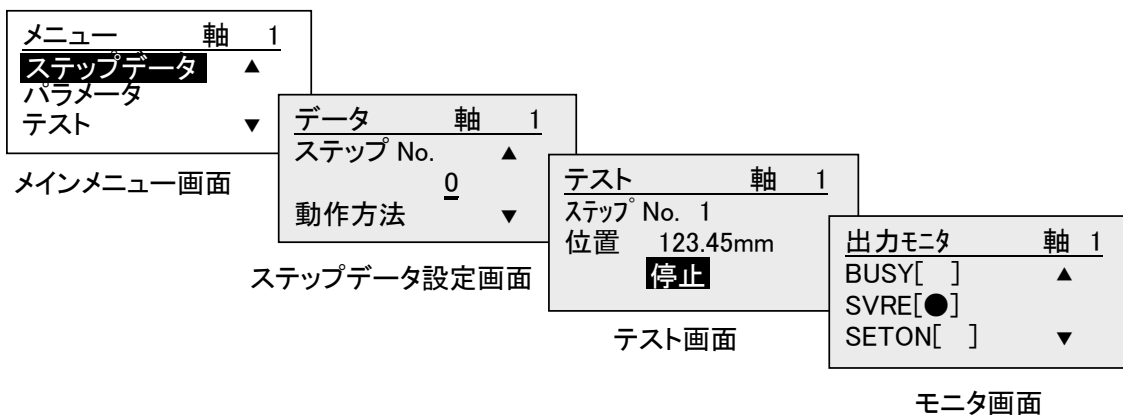 メニュー 軸 1
ステップデータ ▲
パラメータ
テスト ▼
メインメニュー画面
データ 軸 1
ステップ No. ▲
0
動作方法 ▼
ステップデータ設定画面
テスト 軸 1
ステップ No. 1
位置 123.45mm
停止
テスト画面
出力モニタ 軸 1
BUSY[ ] ▲
SVRE[●]
SETON[ ] ▼
モニタ画面